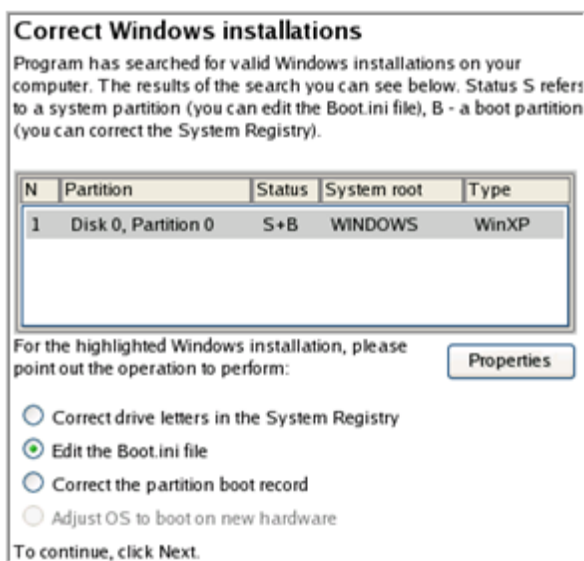 Correct Windows installations
Program has searched for valid Windows installations on your
computer. The results of the search you can see below. Status S refers
to a system partition (you can edit the Boot.ini file), B - a boot partition
(you can correct the System Registry).
N Partition Status System root Type
1 Disk 0, Partition 0 S+B WINDOWS WinXP
For the highlighted Windows installation, please
point out the operation to perform:
Properties
Correct drive letters in the System Registry
Edit the Boot.ini file
Correct the partition boot record
Adjust OS to boot on new hardware
To continue, click Next.